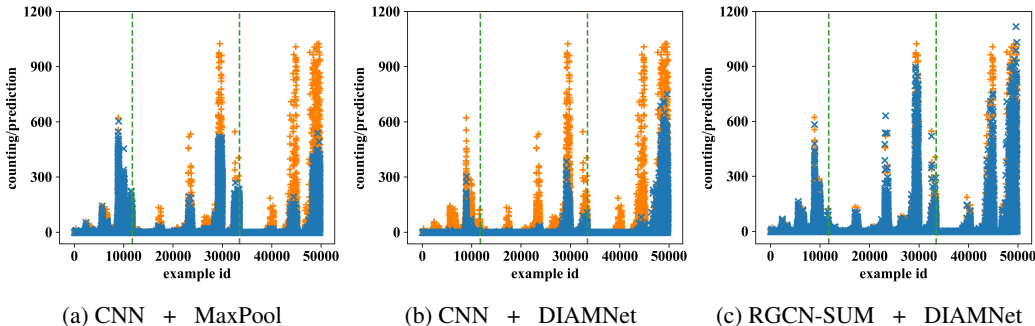 1200
900
600
300
0
counting/prediction
0 10000 20000 30000 40000 50000
example id
(a) CNN + MaxPool
1200
900
600
300
0
counting/prediction
0 10000 20000 30000 40000 50000
example id
(b) CNN + DIAMNet
1200
900
600
300
0
counting/prediction
0 10000 20000 30000 40000 50000
example id
(c) RGCN-SUM + DIAMNet